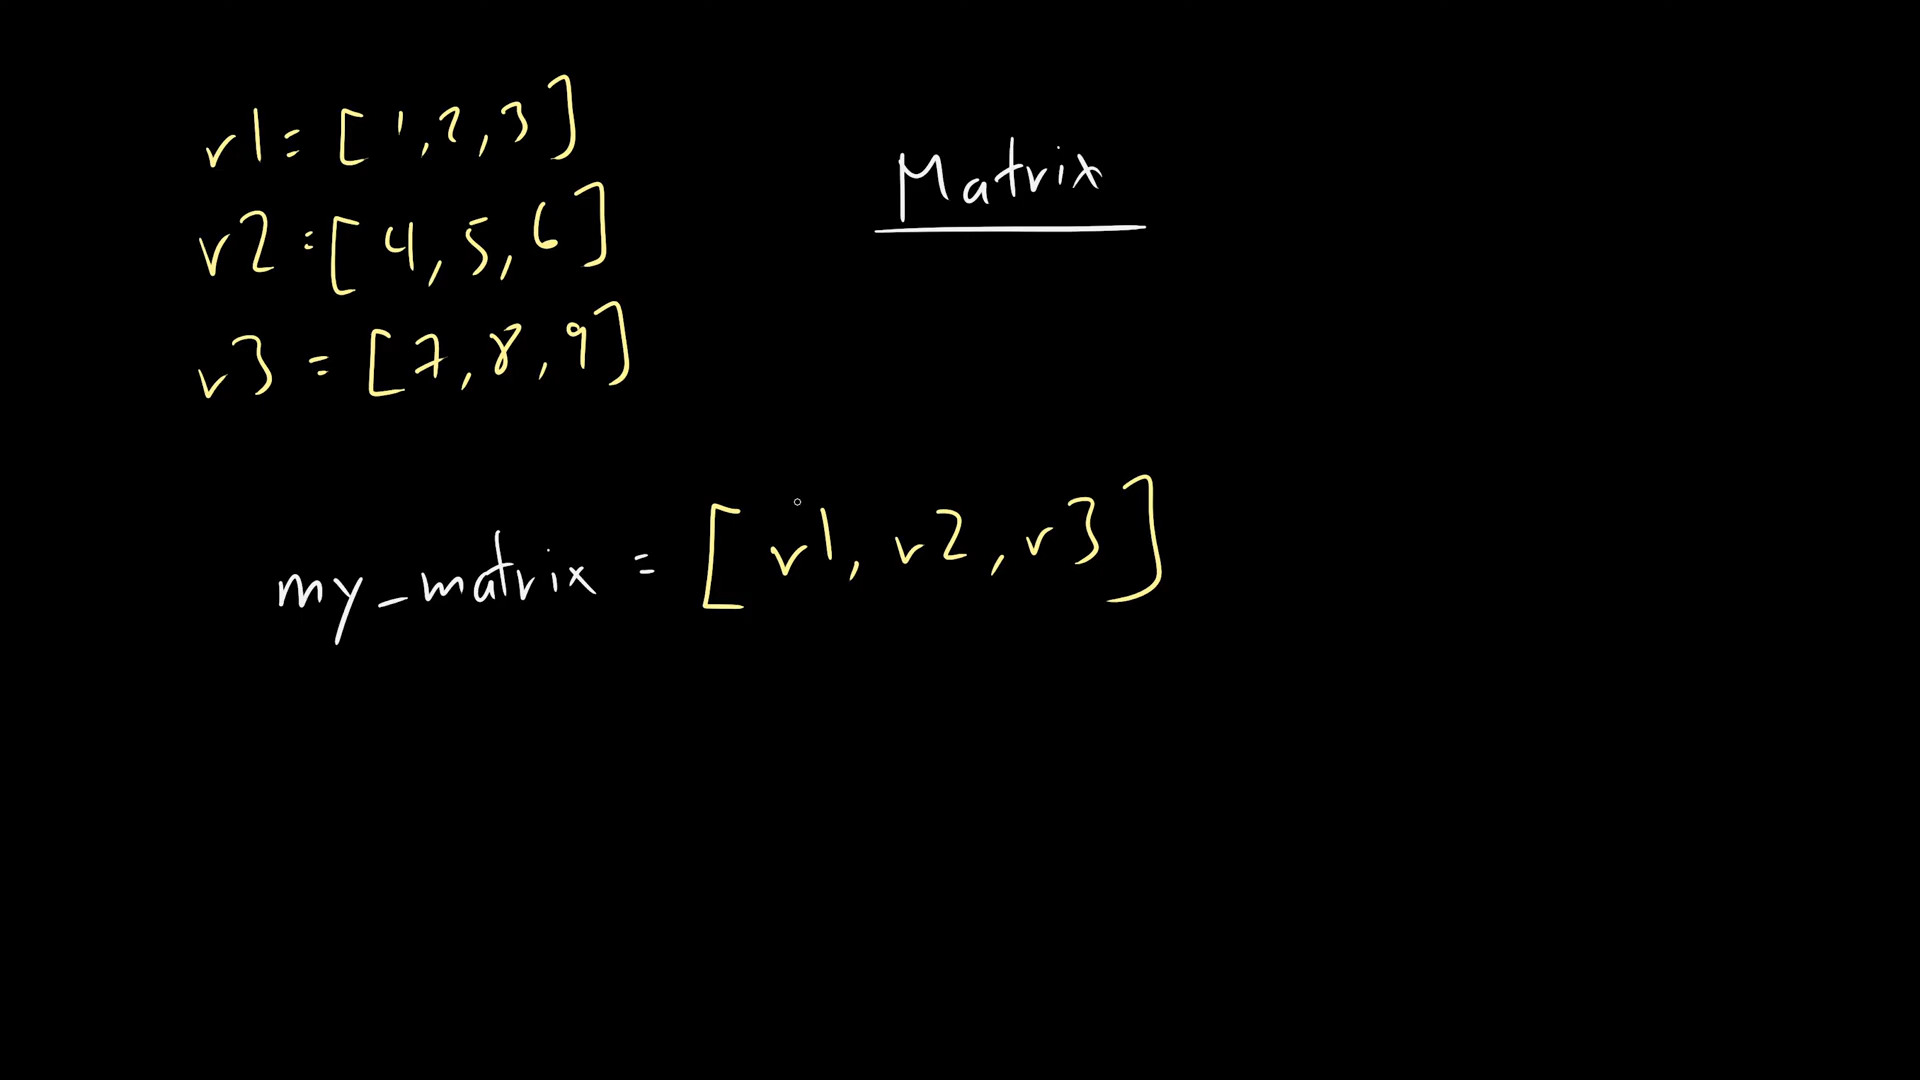 r1=[1,2,3]
Matrix
r2=[4,5,6]
r3=[7,8,9]
my_matrix=[r1,r2,r3]